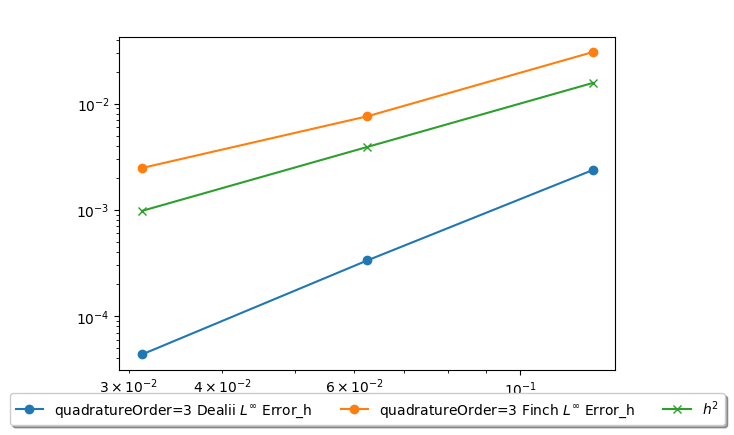 10⁻²
10⁻³
10⁻⁴
3 × 10⁻² 4 × 10⁻² 6 × 10⁻² 10⁻¹
quadratureOrder=3 Dealii L^∞ Error_h quadratureOrder=3 Finch L^∞ Error_h h²